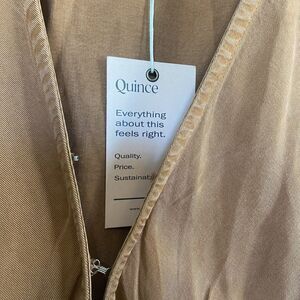 Quince
Everything
about this
feels right.
Quality.
Price.